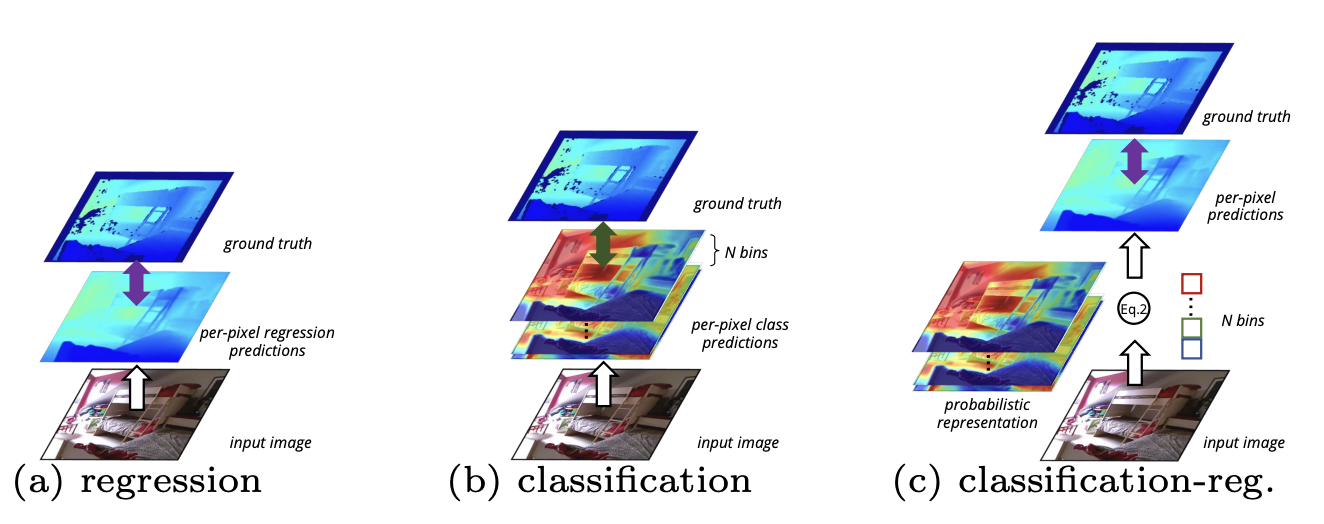 ground truth
per-pixel regression
predictions
input image
(a) regression
ground truth
N bins
per-pixel class
predictions
input image
(b) classification
ground truth
per-pixel
predictions
Eq.2
N bins
probabilistic
representation
input image
(c) classification-reg.